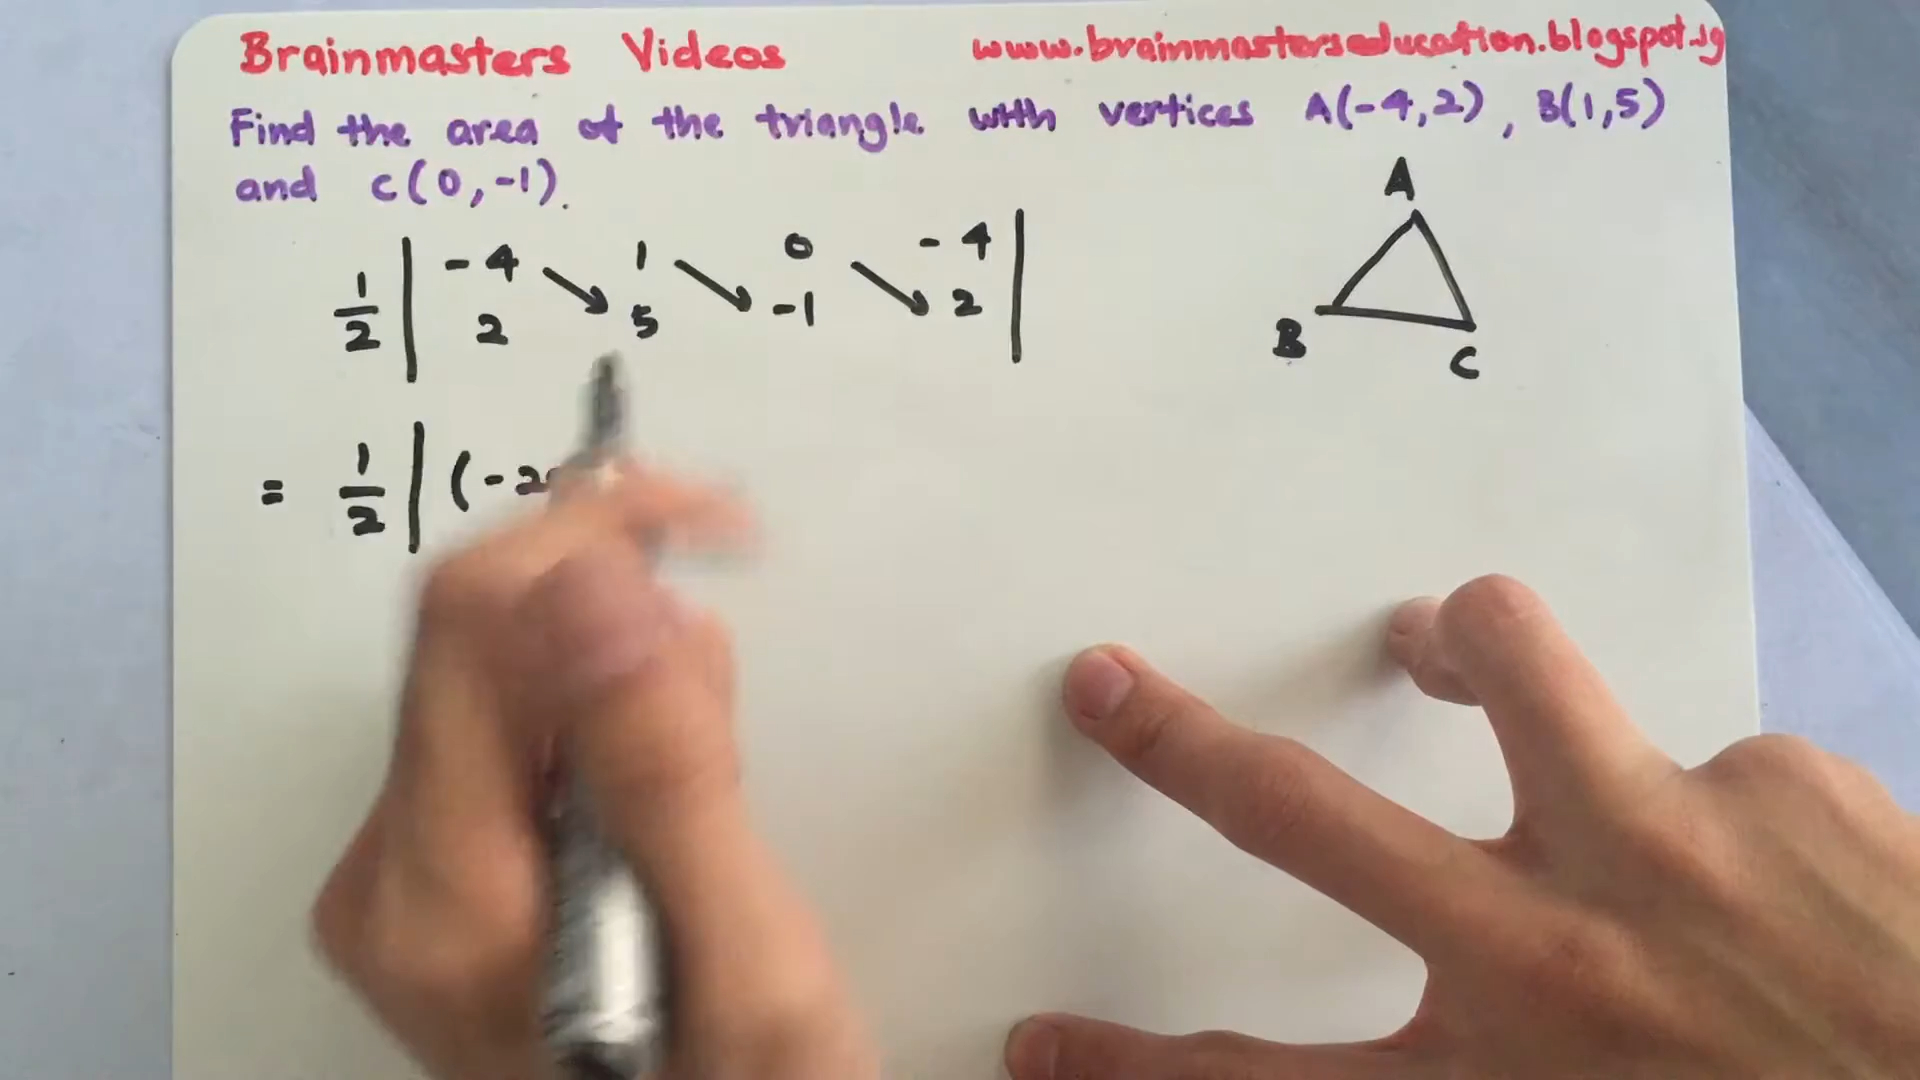 Brainmasters Videos www.brainmasterseducation.blogspot.sg
Find the area of the triangle with vertices A(-4,2), B(1,5)
and C(0,-1).
A
B
C
1/2 | -4 1 0 -4 |
2 5 -1 2
= 1/2 | (-2